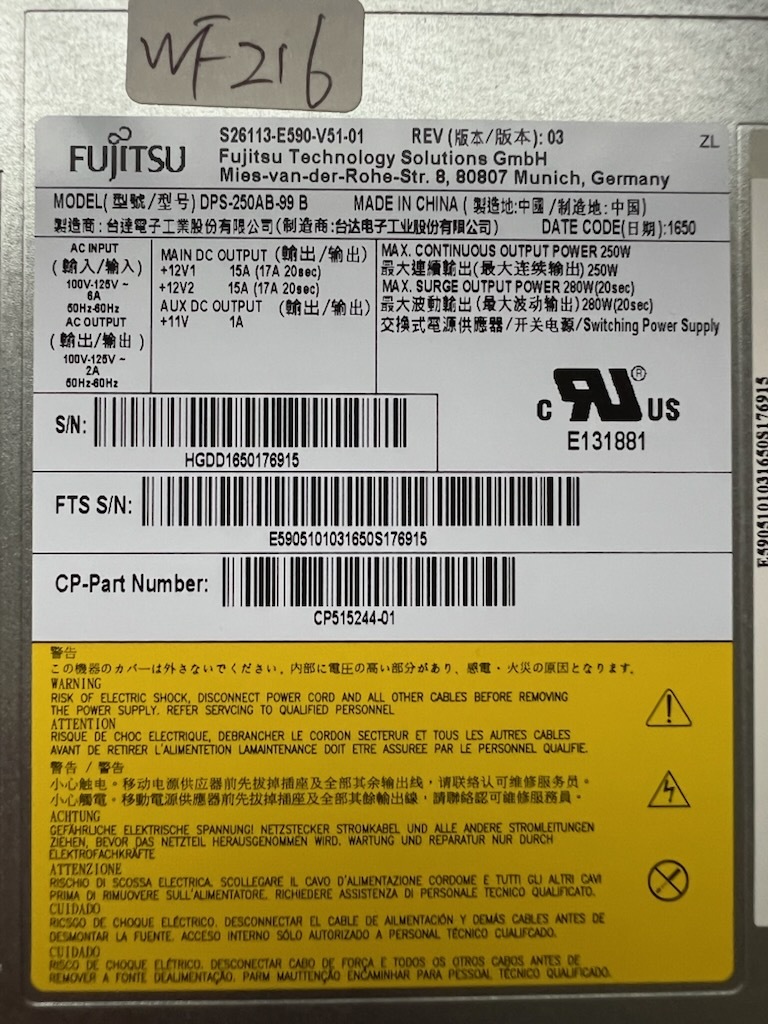 WF216
FUJITSU
S26113-E590-V51-01 REV (版本/版本): 03 ZL
Fujitsu Technology Solutions GmbH
Mies-van-der-Rohe-Str. 8, 80807 Munich, Germany
MODEL( 型號/型号) DPS-250AB-99 B MADE IN CHINA ( 製造地:中國 /制造地:中国)
製造商 : 台達電子工業股份有限公司(制造商:台达电子工业股份有限公司) DATE CODE(日期):1650
AC INPUT
(輸入/输入)
100V-125V ~
6A
50Hz-60Hz
AC OUTPUT
(輸出/输出)
100V-125V ~
2A
50Hz-60Hz
MAIN DC OUTPUT (輸出/输出)
+12V1 15A (17A 20sec)
+12V2 15A (17A 20sec)
AUX DC OUTPUT (輸出/输出)
+11V 1A
MAX. CONTINUOUS OUTPUT POWER 250W
最大連續輸出(最大连续输出) 250W
MAX. SURGE OUTPUT POWER 280W(20sec)
最大波動輸出 (最大波动输出) 280W(20sec)
交換式電源供應器/开关电源/Switching Power Supply
c RU ® US
E131881
S/N:
HGDD1650176915
FTS S/N:
E5905101031650S176915
CP-Part Number:
CP515244-01
E5905101031650S176915
警告
この機器のカバーは外さないでください. 内部に電圧の高い部分があり、感電・火災の原因となります.
WARNING
RISK OF ELECTRIC SHOCK, DISCONNECT POWER CORD AND ALL OTHER CABLES BEFORE REMOVING
THE POWER SUPPLY. REFER SERVCING TO QUALIFIED PERSONNEL
ATTENTION
RISQUE DE CHOC ELECTRIQUE, DEBRANCHER LE CORDON SECTERUR ET TOUS LES AUTRES CABLES
AVANT DE RETIRER L'ALIMENTETION LAMAINTENANCE DOIT ETRE ASSUREE PAR LE PERSONNEL QUALIFIE.
警告 / 警告
小心触电。移动电源供应器前先拔掉插座及全部其余输出线,请联络认可维修服务员。
小心觸電。移動電源供應器前先拔掉插座及全部其餘輸出線,請聯絡認可維修服務員。
ACHTUNG
GEFÄHRLICHE ELEKTRISCHE SPANNUNG! NETZSTECKER STROMKABEL UND ALLE ANDERE STROMLEITUNGEN
ZIEHEN, BEVOR DAS NETZTEIL HERAUSGENOMMEN WIRD. WARTUNG UND REPARATUR NUR DURCH
ELEKTROFACHKRÄFTE
ATTENZIONE
RISCHIO DI SCOSSA ELECTRICA. SCOLLEGARE IL CAVO D'ALIMENTAZIONE CORDOME E TUTTI GLI ALTRI CAVI
PRIMA DI RIMUOVERE SULL'ALIMENTATORE. RICHIEDERE ASSISTENZA DI PERSONALE TECNICO QUALIFICATO.
CUIDADO
RICSGO DE CHOQUE ELÉCTRICO. DESCONNECTAR EL CABLE DE AILMENTACIÓN Y DEMÁS CABLES ANTES DE
DESMONTAR LA FUENTE. ACCESO INTERNO SÓLO AUTORIZADO A PERSONAL TÉCNICO CUALIFCADO.
CUIDADO
RISCO DE CHOQUE ELÉTRICO. DESCONECTAR CABO DE FORÇA E TODOS OS OTROS CABOS ANTES DE
REMOVER A FONTE DEALIMENTAÇÃO. PARM MAUTTENÇÃO ENCAMINHAR PARA PESSOAL TÉCNICO QUALIFICADO.